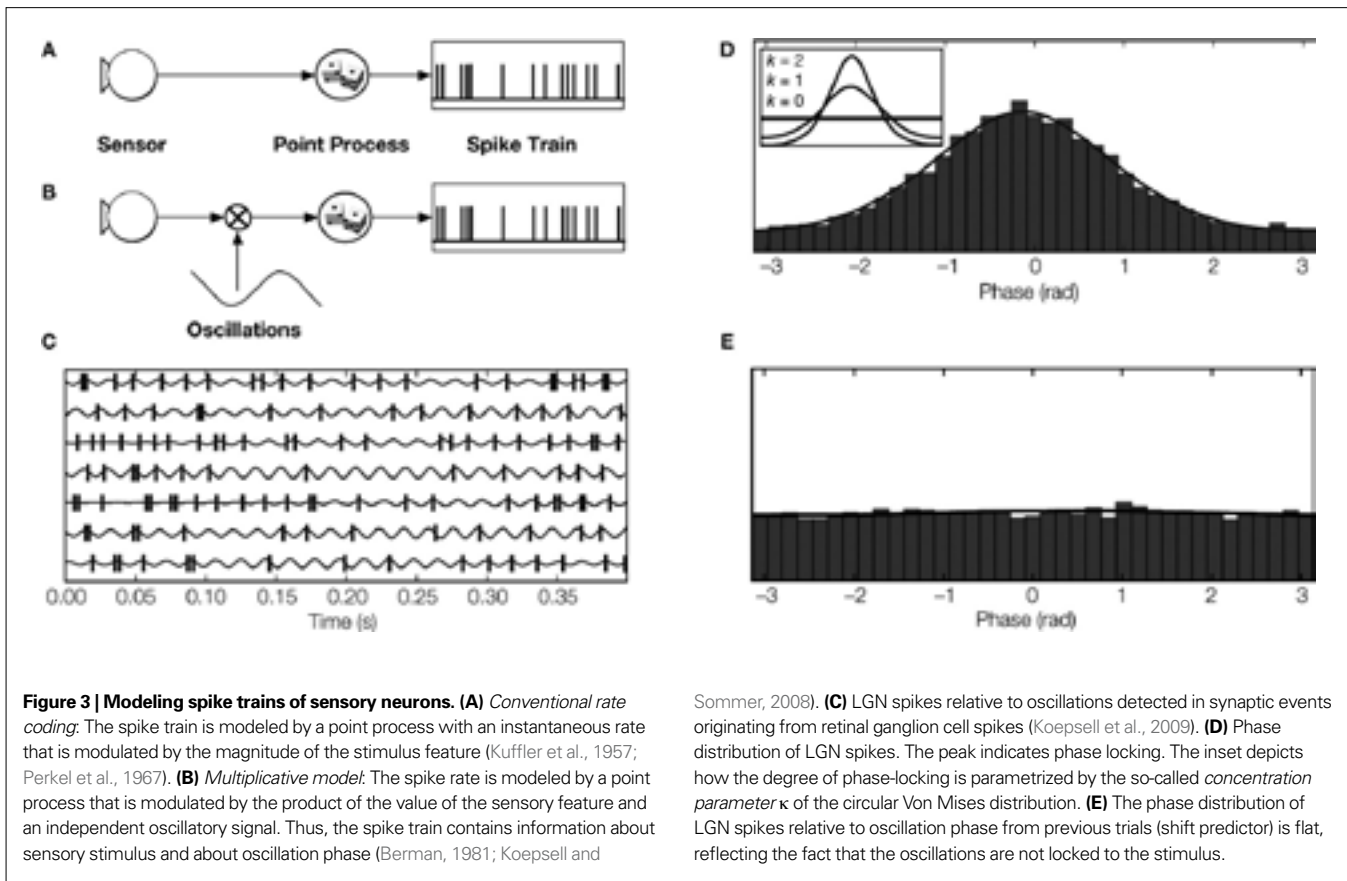 A
Sensor
Point Process
Spike Train
B
Oscillations
C
0.00 0.05 0.10 0.15 0.20 0.25 0.30 0.35
Time (s)
D
k = 2
k = 1
k = 0
−3 −2 −1 0 1 2 3
Phase (rad)
E
−3 −2 −1 0 1 2 3
Phase (rad)
Figure 3 | Modeling spike trains of sensory neurons. (A) Conventional rate
coding: The spike train is modeled by a point process with an instantaneous rate
that is modulated by the magnitude of the stimulus feature (Kuffler et al., 1957;
Perkel et al., 1967). (B) Multiplicative model: The spike rate is modeled by a point
process that is modulated by the product of the value of the sensory feature and
an independent oscillatory signal. Thus, the spike train contains information about
sensory stimulus and about oscillation phase (Berman, 1981; Koepsell and
Sommer, 2008). (C) LGN spikes relative to oscillations detected in synaptic events
originating from retinal ganglion cell spikes (Koepsell et al., 2009). (D) Phase
distribution of LGN spikes. The peak indicates phase locking. The inset depicts
how the degree of phase-locking is parametrized by the so-called concentration
parameter κ of the circular Von Mises distribution. (E) The phase distribution of
LGN spikes relative to oscillation phase from previous trials (shift predictor) is flat,
reflecting the fact that the oscillations are not locked to the stimulus.